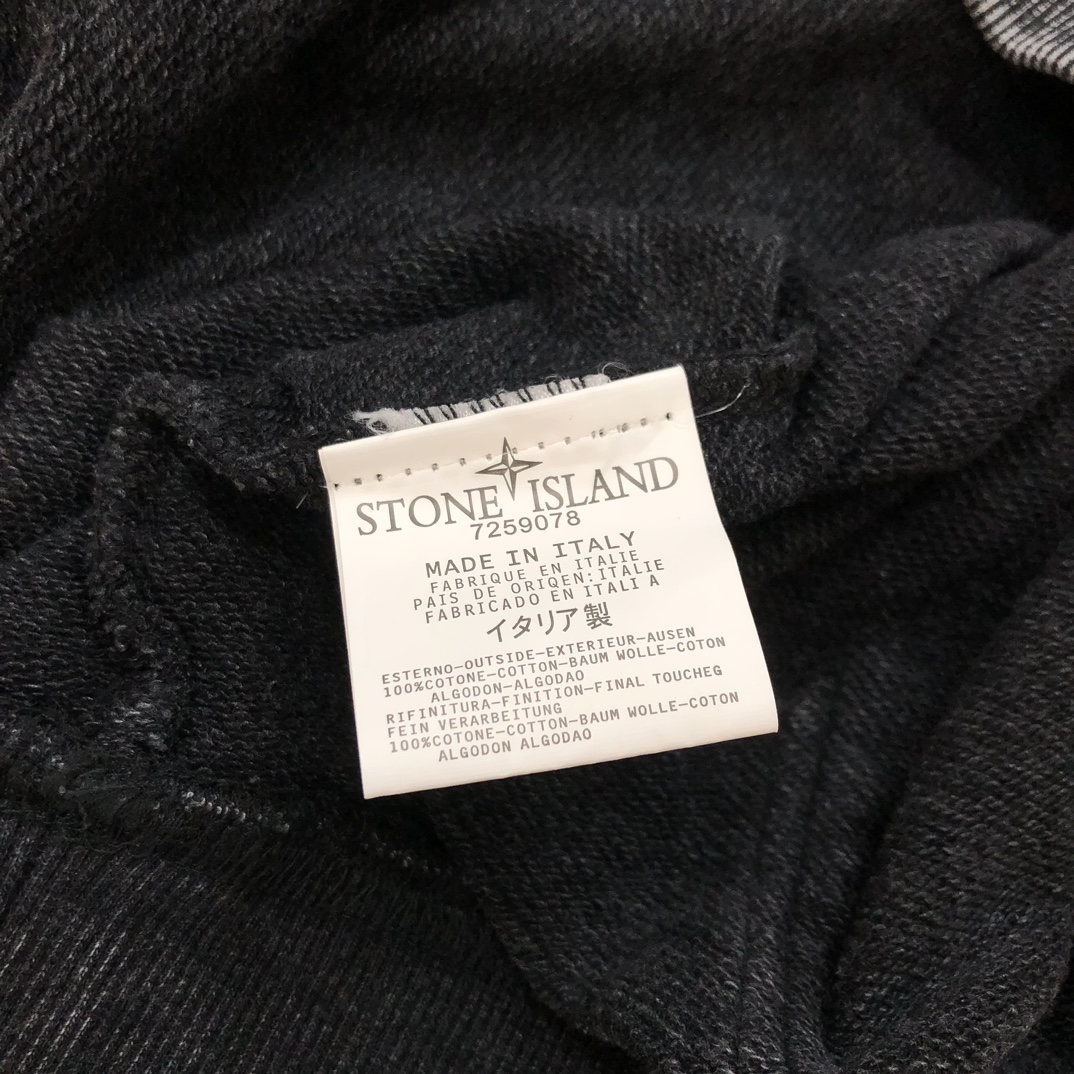 STONE ISLAND
7259078
MADE IN ITALY
FABRIQUE EN ITALIE
PAIS DE ORIQEN:ITALIE
FABRICADO EN ITALI A
イタリア製
ESTERNO-OUTSIDE-EXTERIEUR-AUSEN
100%COTONE-COTTON-BAUM WOLLE-COTON
ALGODON-ALGODAO
RIFINITURA-FINITION-FINAL TOUCHEG
FEIN VERARBEITUNG
100%COTONE-COTTON-BAUM WOLLE-COTON
ALGODON ALGODAO